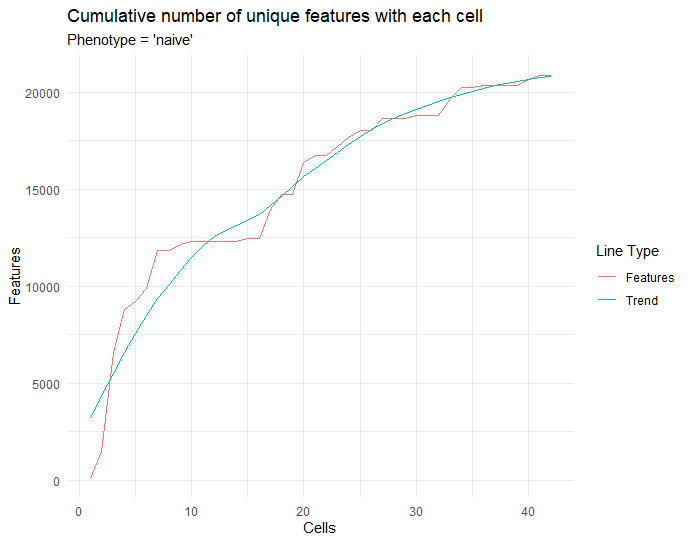 Cumulative number of unique features with each cell
Phenotype = 'naive'
20000
15000
10000
5000
0
Features
0 10 20 30 40
Cells
Line Type
Features
Trend